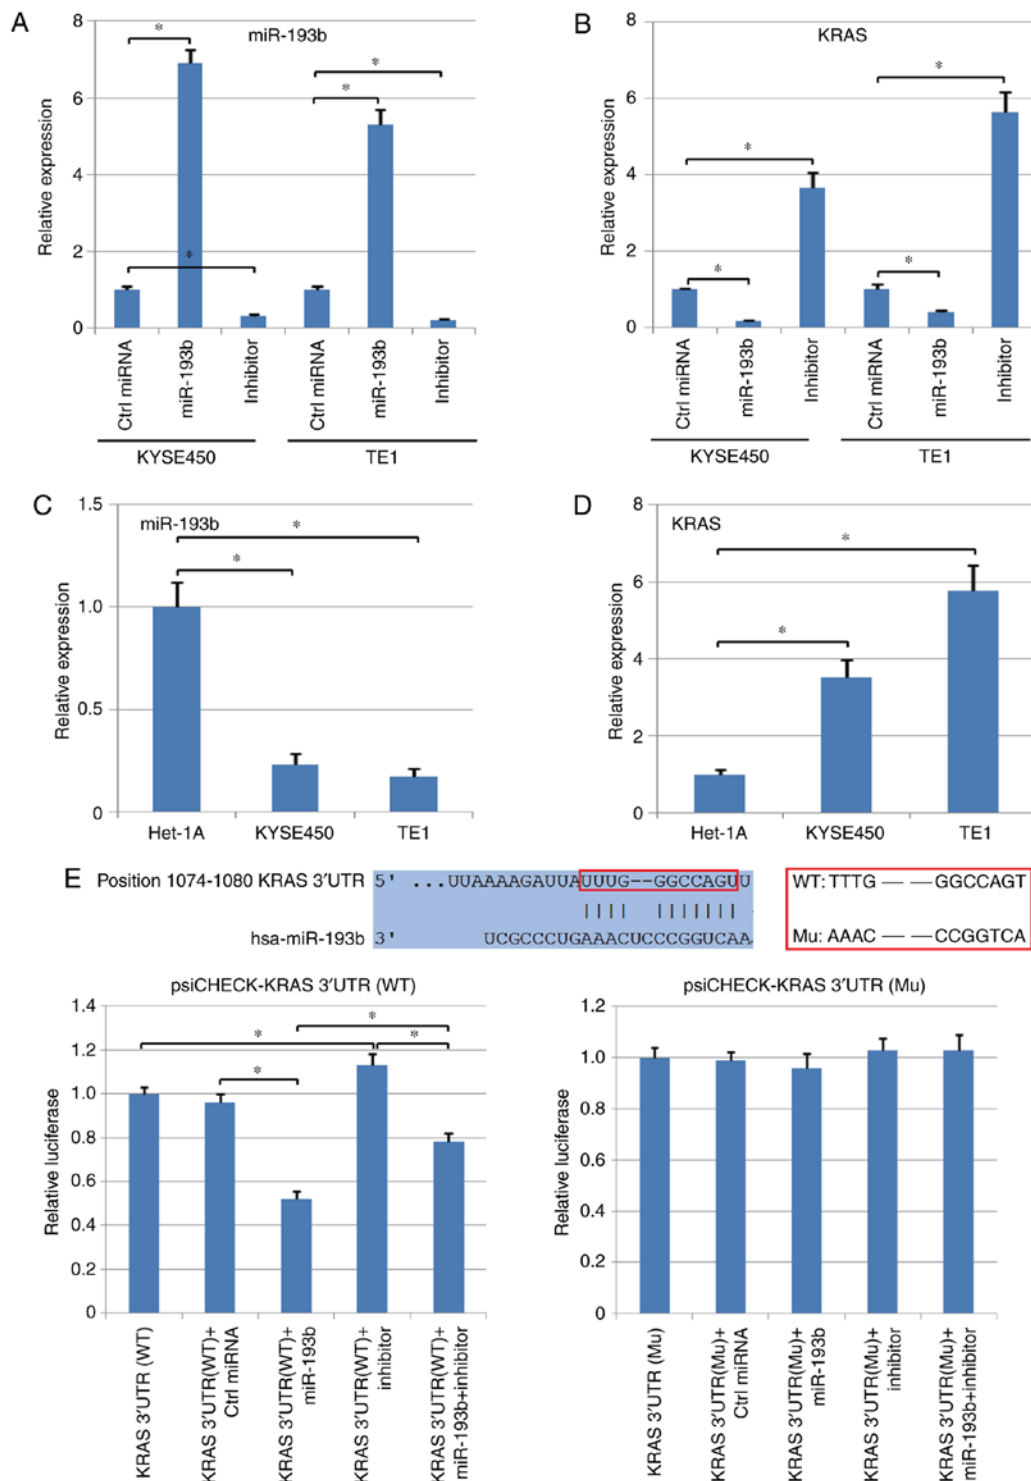 A
miR-193b
Relative expression
8
6
4
2
0
*
*
*
*
Ctrl miRNA
miR-193b
Inhibitor
Ctrl miRNA
miR-193b
Inhibitor
KYSE450
TE1
B
KRAS
Relative expression
8
6
4
2
0
*
*
*
*
Ctrl miRNA
miR-193b
Inhibitor
Ctrl miRNA
miR-193b
Inhibitor
KYSE450
TE1
C
miR-193b
Relative expression
1.5
1.0
0.5
0
*
*
Het-1A
KYSE450
TE1
D
KRAS
Relative expression
8
6
4
2
0
*
*
Het-1A
KYSE450
TE1
E
Position 1074-1080 KRAS 3'UTR 5' ...UUAAAAGAUUAUUUG--GGCCAGUU
hsa-miR-193b 3' UCGCCCUGAAACUCCCGGUCAA
WT: TTTG — — GGCCAGT
Mu: AAAC — — CCGGTCA
psiCHECK-KRAS 3'UTR (WT)
Relative luciferase
1.4
1.2
1.0
0.8
0.6
0.4
0.2
0
*
*
*
*
KRAS 3'UTR (WT)
KRAS 3'UTR(WT)+
Ctrl miRNA
KRAS 3'UTR(WT)+
miR-193b
KRAS 3'UTR(WT)+
inhibitor
KRAS 3'UTR(WT)+
miR-193b+inhibitor
psiCHECK-KRAS 3'UTR (Mu)
Relative luciferase
1.2
1.0
0.8
0.6
0.4
0.2
0
KRAS 3'UTR (Mu)
KRAS 3'UTR(Mu)+
Ctrl miRNA
KRAS 3'UTR(Mu)+
miR-193b
KRAS 3'UTR(Mu)+
inhibitor
KRAS 3'UTR(Mu)+
miR-193b+inhibitor